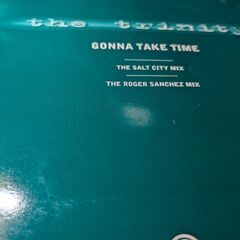 the trinity
GONNA TAKE TIME
THE SALT CITY MIX
THE ROGER SANCHEZ MIX